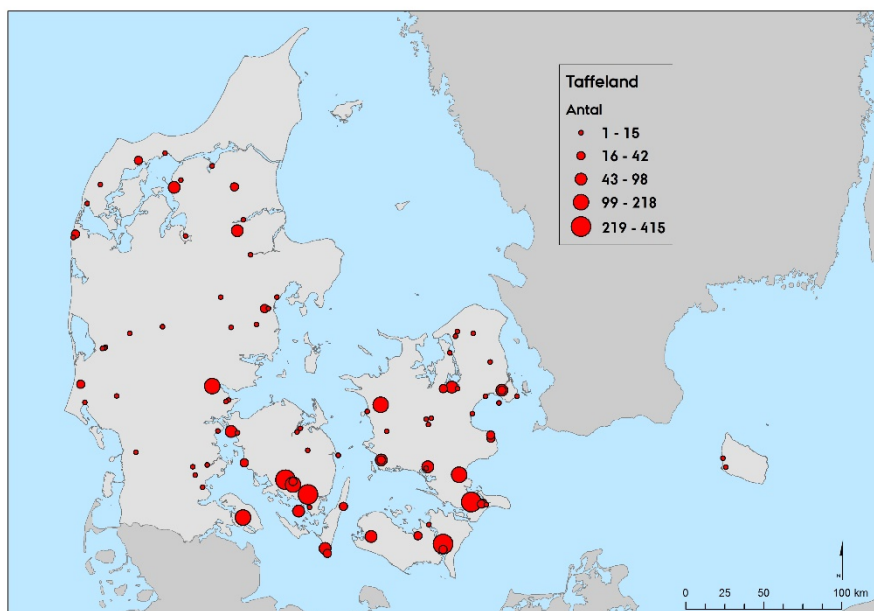 Taffeland
Antal
1 - 15
16 - 42
43 - 98
99 - 218
219 - 415
N
0 25 50 100 km